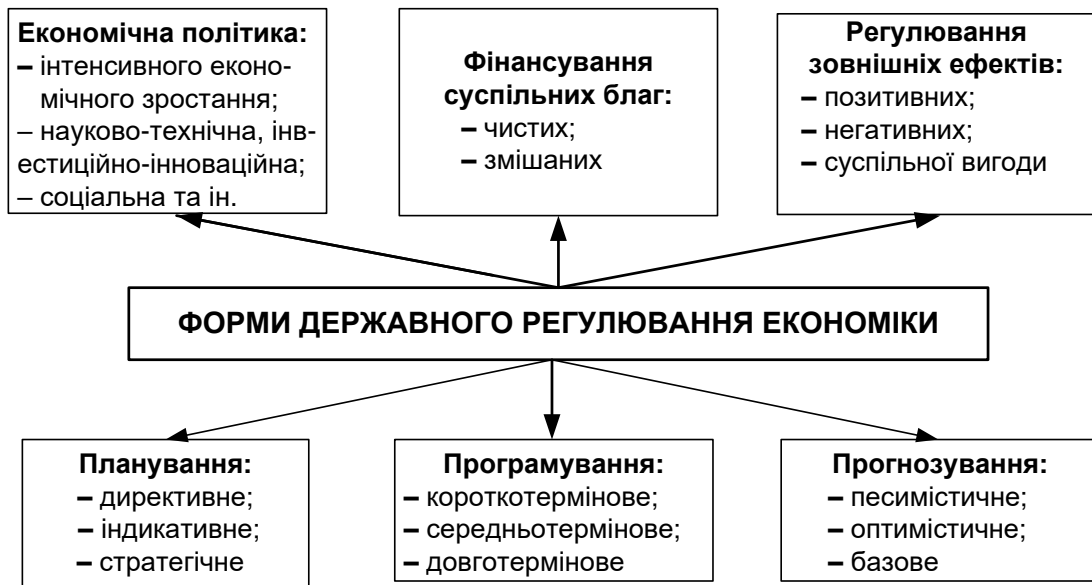 Економічна політика:
– інтенсивного еконо-
мічного зростання;
– науково-технічна, інв-
естиційно-інноваційна;
– соціальна та ін.
Фінансування
суспільних благ:
– чистих;
– змішаних
Регулювання
зовнішніх ефектів:
– позитивних;
– негативних;
– суспільної вигоди
ФОРМИ ДЕРЖАВНОГО РЕГУЛЮВАННЯ ЕКОНОМІКИ
Планування:
– директивне;
– індикативне;
– стратегічне
Програмування:
– короткотермінове;
– середньотермінове;
– довготермінове
Прогнозування:
– песимістичне;
– оптимістичне;
– базове